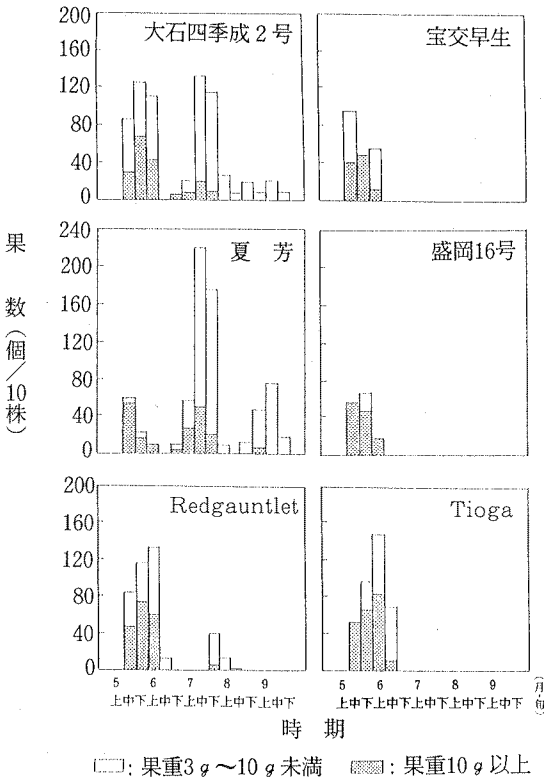 200
160
120
80
40
0
大石四季成2号
宝交早生
240
200
160
120
80
40
0
夏芳
盛岡16号
果数(個/10株)
200
160
120
80
40
0
Redgauntlet
Tioga
5 6 7 8 9
上中下上中下上中下上中下上中下
5 6 7 8 9
上中下上中下上中下上中下上中下
(月・旬)
時期
:果重3g〜10g未満 :果重10g以上